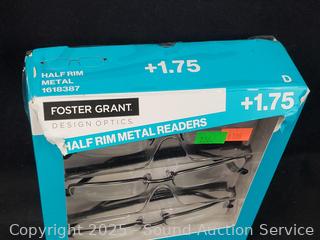 HALF RIM
METAL
1618387
+1.75
D
FOSTER GRANT.
DESIGN OPTICS.
+1.75
HALF RIM METAL READERS
Copyright 2025 - Sound Auction Service